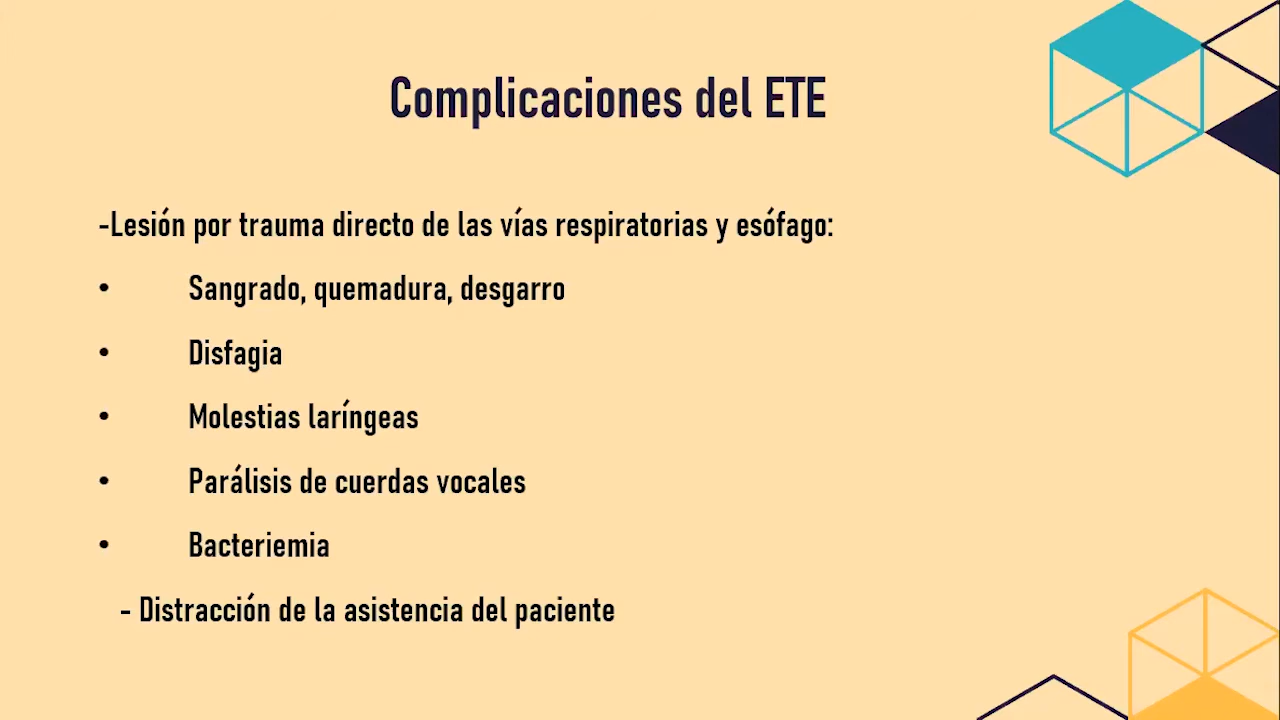 Complicaciones del ETE
-Lesión por trauma directo de las vías respiratorias y esófago:
• Sangrado, quemadura, desgarro
• Disfagia
• Molestias laríngeas
• Parálisis de cuerdas vocales
• Bacteriemia
- Distracción de la asistencia del paciente